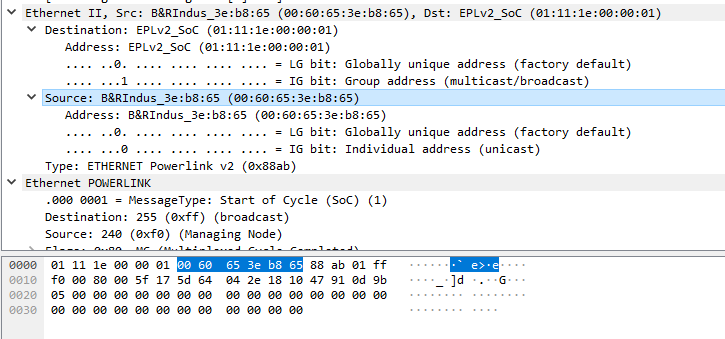 Ethernet II, Src: B&RIndus_3e:b8:65 (00:60:65:3e:b8:65), Dst: EPLv2_SoC (01:11:1e:00:00:01)
Destination: EPLv2_SoC (01:11:1e:00:00:01)
Address: EPLv2_SoC (01:11:1e:00:00:01)
.... ..0. .... .... .... .... = LG bit: Globally unique address (factory default)
.... ...1 .... .... .... .... = IG bit: Group address (multicast/broadcast)
Source: B&RIndus_3e:b8:65 (00:60:65:3e:b8:65)
Address: B&RIndus_3e:b8:65 (00:60:65:3e:b8:65)
.... ..0. .... .... .... .... = LG bit: Globally unique address (factory default)
.... ...0 .... .... .... .... = IG bit: Individual address (unicast)
Type: ETHERNET Powerlink v2 (0x88ab)
Ethernet POWERLINK
.000 0001 = MessageType: Start of Cycle (SoC) (1)
Destination: 255 (0xff) (broadcast)
Source: 240 (0xf0) (Managing Node)
0000 01 11 1e 00 00 01 00 60 65 3e b8 65 88 ab 01 ff ·······` e>·e····
0010 f0 00 80 00 5f 17 5d 64 04 2e 18 10 47 91 0d 9b ····_·]d ·.··G···
0020 05 00 00 00 00 00 00 00 00 00 00 00 00 00 00 00 ········ ········
0030 00 00 00 00 00 00 00 00 00 00 00 00 ········ ····